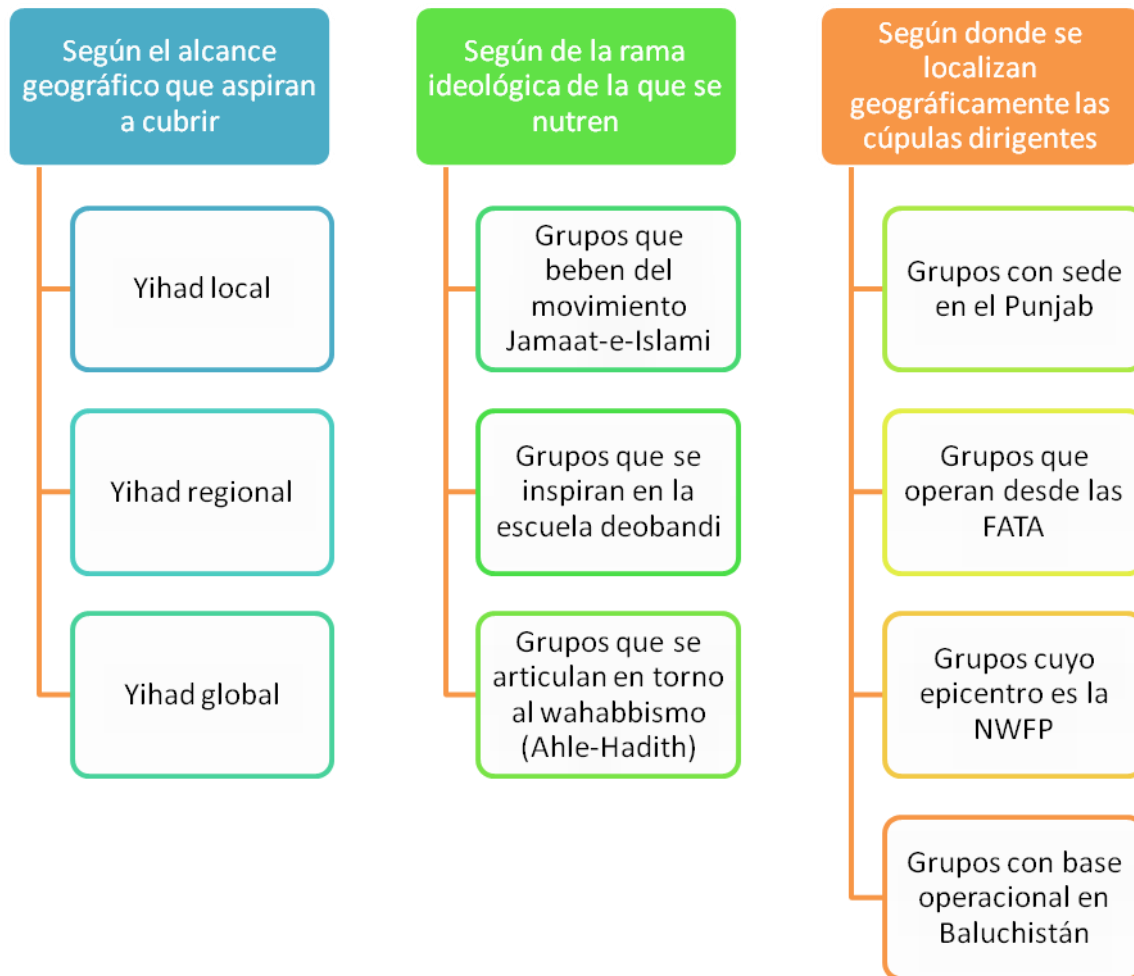 Según el alcance
geográfico que aspiran
a cubrir
Yihad local
Yihad regional
Yihad global
Según de la rama
ideológica de la que se
nutren
Grupos que
beben del
movimiento
Jamaat-e-Islami
Grupos que se
inspiran en la
escuela deobandi
Grupos que se
articulan en torno
al wahabbismo
(Ahle-Hadith)
Según donde se
localizan
geográficamente las
cúpulas dirigentes
Grupos con sede
en el Punjab
Grupos que
operan desde las
FATA
Grupos cuyo
epicentro es la
NWFP
Grupos con base
operacional en
Baluchistán